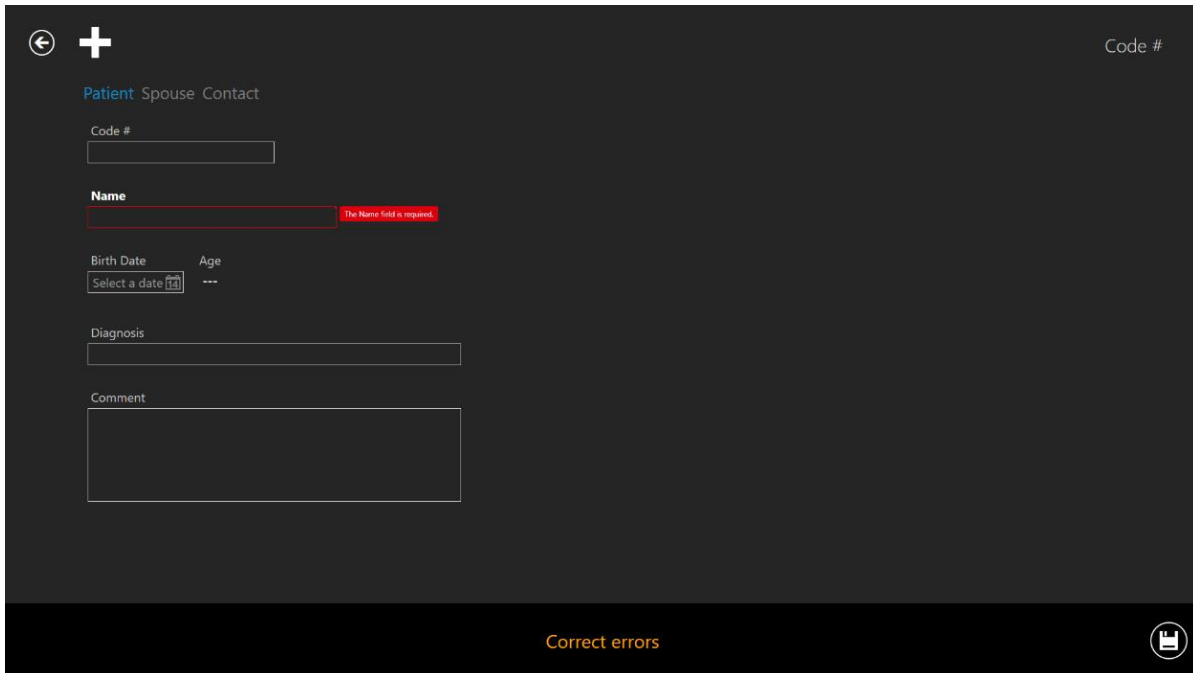 Code #
Patient Spouse Contact
Code #
Name
The Name field is required.
Birth Date Age
Select a date 14 ---
Diagnosis
Comment
Correct errors